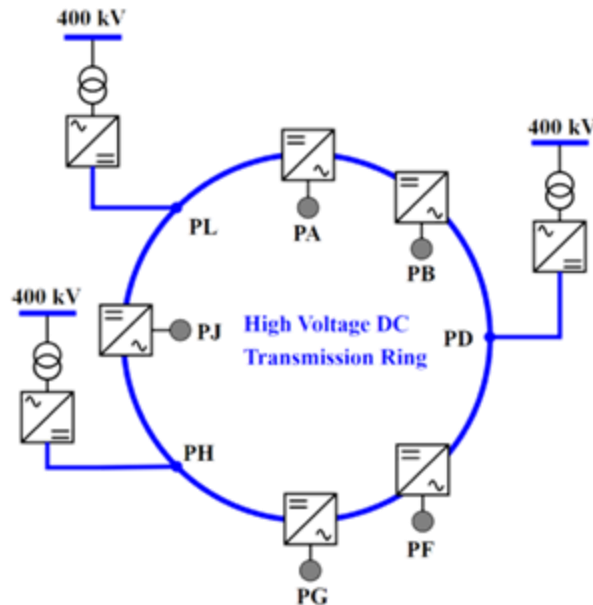 400 kV
400 kV
PL
PA
PB
400 kV
PJ
High Voltage DC
Transmission Ring
PD
PH
PF
PG